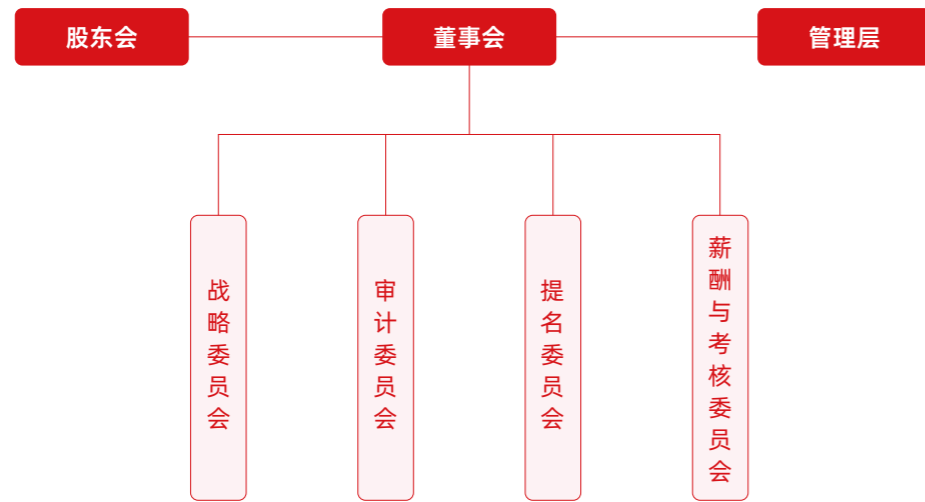 股东会
董事会
管理层
战略委员会
审计委员会
提名委员会
薪酬与考核委员会